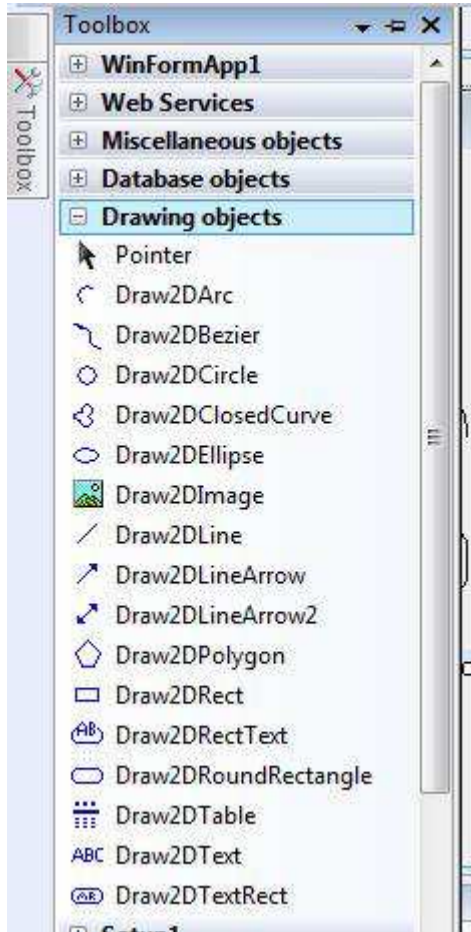 Toolbox
Toolbox
WinFormApp1
Web Services
Miscellaneous objects
Database objects
Drawing objects
Pointer
Draw2DArc
Draw2DBezier
Draw2DCircle
Draw2DClosedCurve
Draw2DEllipse
Draw2DImage
Draw2DLine
Draw2DLineArrow
Draw2DLineArrow2
Draw2DPolygon
Draw2DRect
AB Draw2DRectText
Draw2DRoundRectangle
Draw2DTable
ABC Draw2DText
Draw2DTextRect